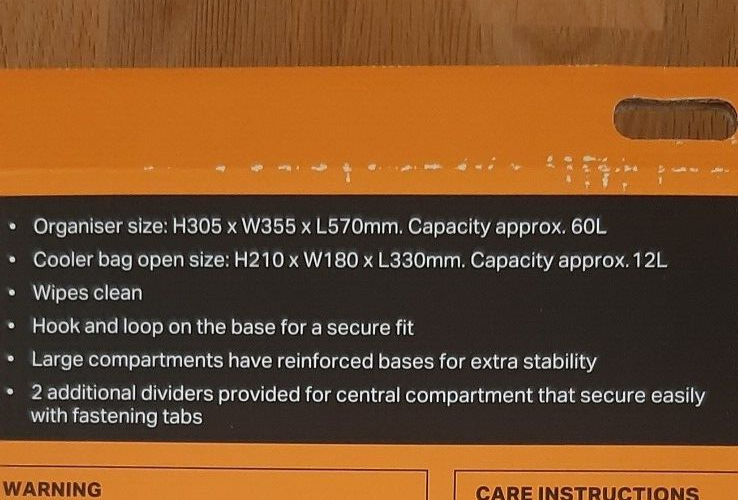 • Organiser size: H305 x W355 x L570mm. Capacity approx. 60L
• Cooler bag open size: H210 x W180 x L330mm. Capacity approx. 12L
• Wipes clean
• Hook and loop on the base for a secure fit
• Large compartments have reinforced bases for extra stability
• 2 additional dividers provided for central compartment that secure easily
with fastening tabs
WARNING
CARE INSTRUCTIONS